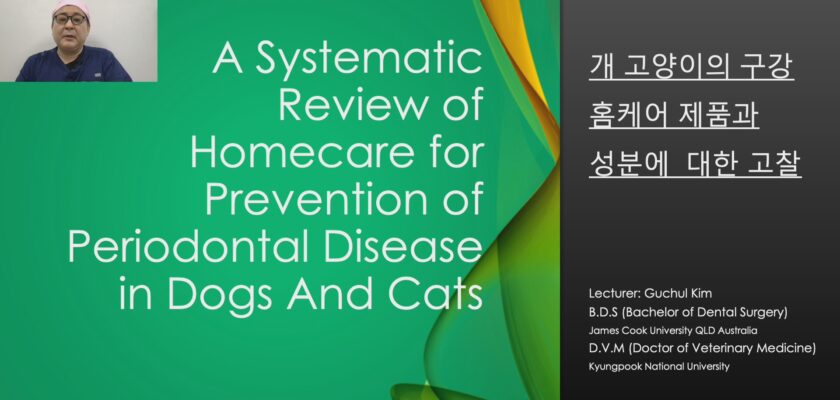 A Systematic
Review of
Homecare for
Prevention of
Periodontal Disease
in Dogs And Cats
개 고양이의 구강
홈케어 제품과
성분에 대한 고찰
Lecturer: Guchul Kim
B.D.S (Bachelor of Dental Surgery)
James Cook University QLD Australia
D.V.M (Doctor of Veterinary Medicine)
Kyungpook National University